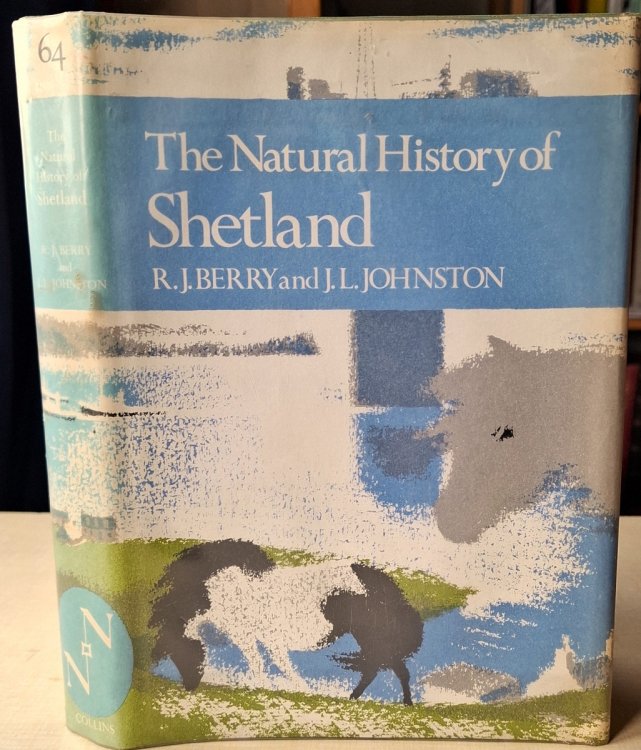 64
The
Natural
History of
Shetland
R. J. BERRY
and
J. L. JOHNSTON
N
N
COLLINS
The Natural History of
Shetland
R. J. BERRY and J. L. JOHNSTON